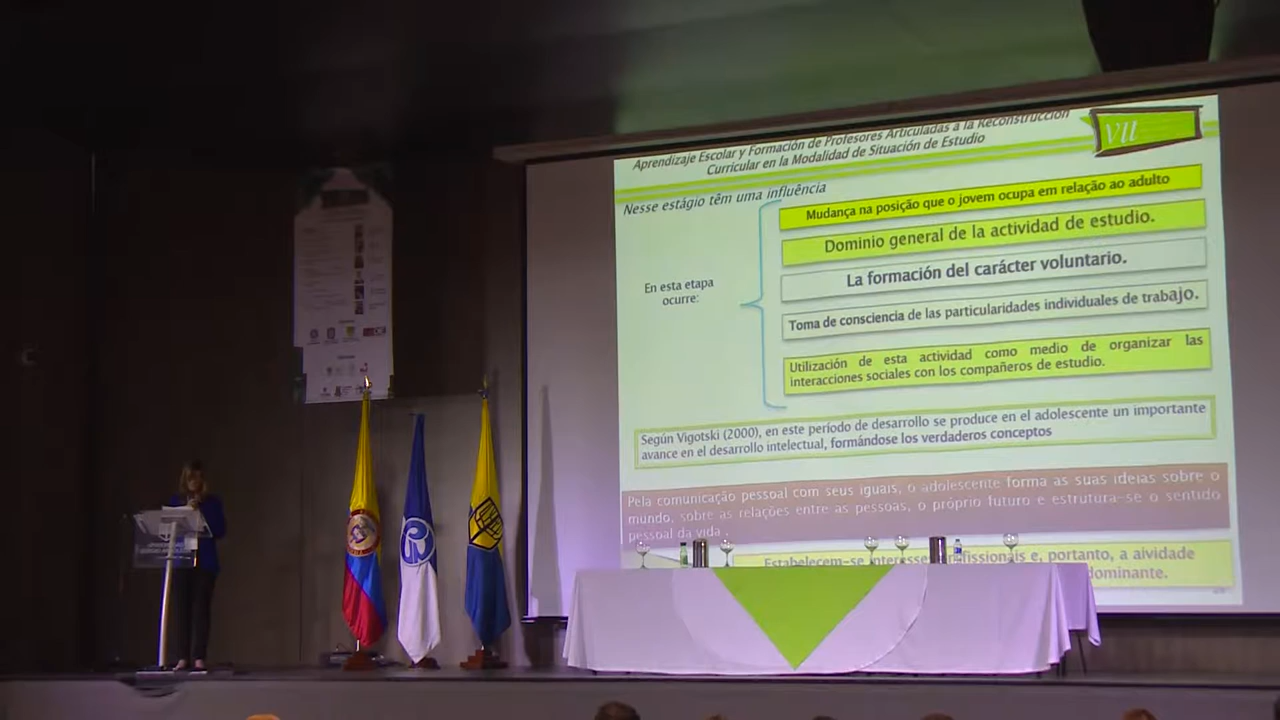 Aprendizaje Escolar y Formación de Profesores Articuladas a la Reconstrucción
Curricular en la Modalidad de Situación de Estudio
VII
Nesse estágio têm uma influência
Mudança na posição que o jovem ocupa em relação ao adulto
Dominio general de la actividad de estudio.
En esta etapa
ocurre:
La formación del carácter voluntario.
Toma de consciencia de las particularidades individuales de trabajo.
Utilización de esta actividad como medio de organizar las
interacciones sociales con los compañeros de estudio.
Según Vigotski (2000), en este período de desarrollo se produce en el adolescente un importante
avance en el desarrollo intelectual, formándose los verdaderos conceptos
Pela comunicação pessoal com seus iguais, o adolescente forma as suas ideias sobre o
mundo, sobre as relações entre as pessoas, o próprio futuro e estrutura-se o sentido
pessoal da vida .
Estabelecem-se interesses profissionais e, portanto, a aividade
dominante.